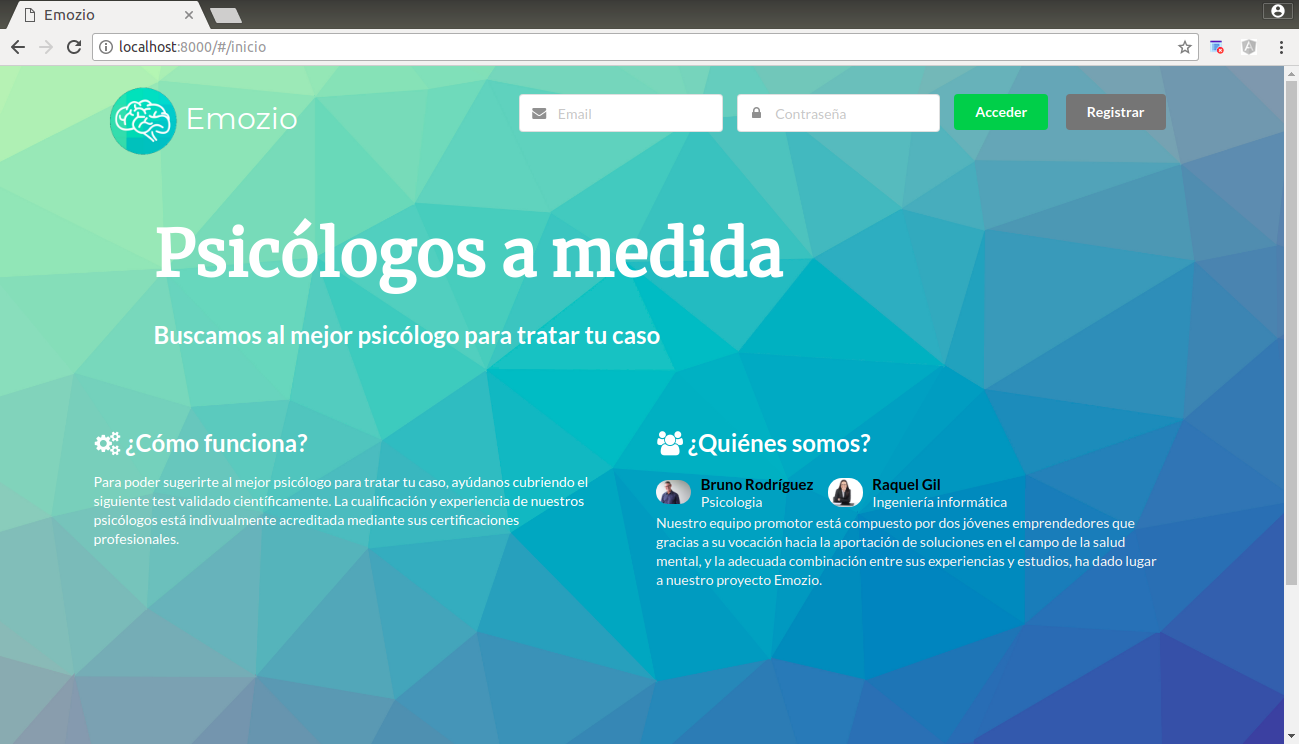 Emozio
localhost:8000/#/inicio
Emozio
Email
Contraseña
Acceder
Registrar
Psicólogos a medida
Buscamos al mejor psicólogo para tratar tu caso
¿Cómo funciona?
Para poder sugerirte al mejor psicólogo para tratar tu caso, ayúdanos cubriendo el
siguiente test validado científicamente. La cualificación y experiencia de nuestros
psicólogos está indivualmente acreditada mediante sus certificaciones
profesionales.
¿Quiénes somos?
Bruno Rodríguez
Psicologia
Raquel Gil
Ingeniería informática
Nuestro equipo promotor está compuesto por dos jóvenes emprendedores que
gracias a su vocación hacia la aportación de soluciones en el campo de la salud
mental, y la adecuada combinación entre sus experiencias y estudios, ha dado lugar
a nuestro proyecto Emozio.